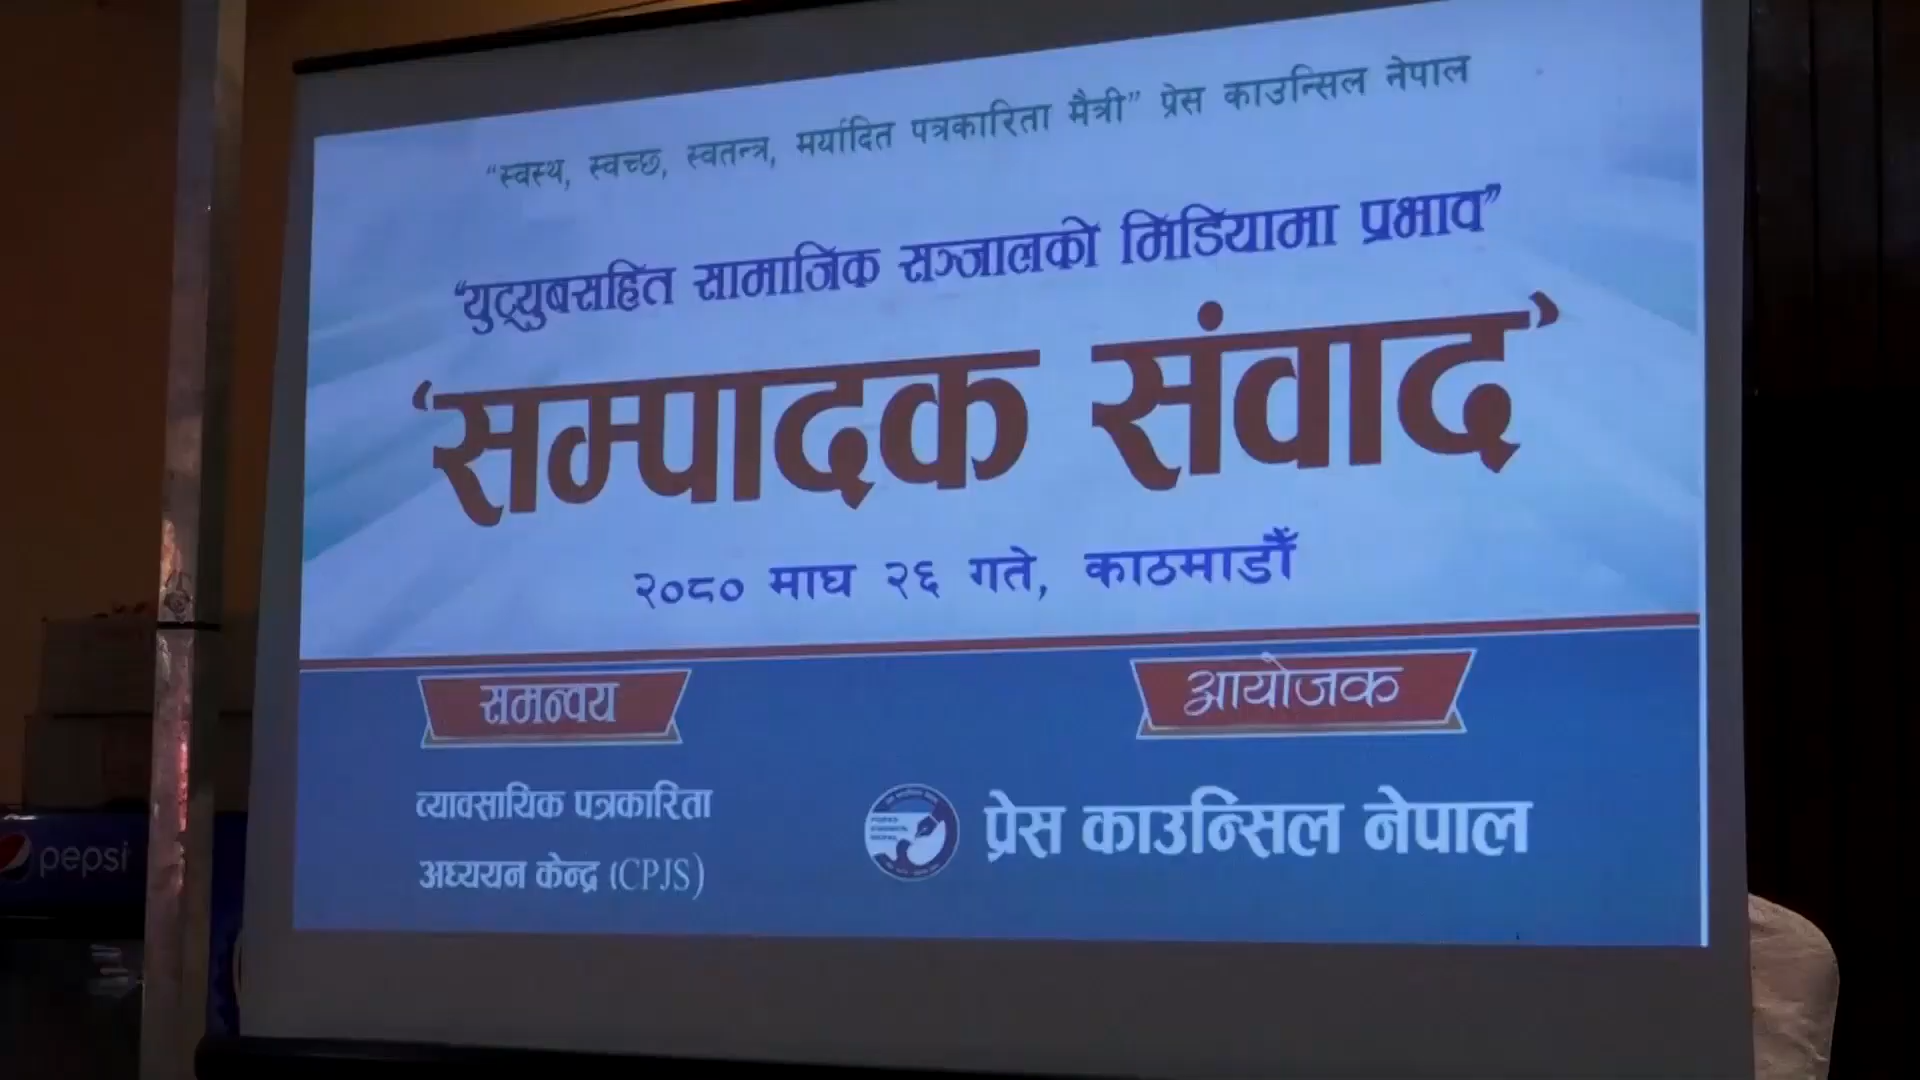 “स्वस्थ, स्वच्छ, स्वतन्त्र, मर्यादित पत्रकारिता मैत्री” प्रेस काउन्सिल नेपाल
“युट्युबसहित सामाजिक सञ्जालको मिडियामा प्रभाव”
‘सम्पादक संवाद’
२०८० माघ २६ गते, काठमाडौँ
समन्वय
व्यावसायिक पत्रकारिता
अध्ययन केन्द्र (CPJS)
आयोजक
प्रेस काउन्सिल नेपाल
pepsi